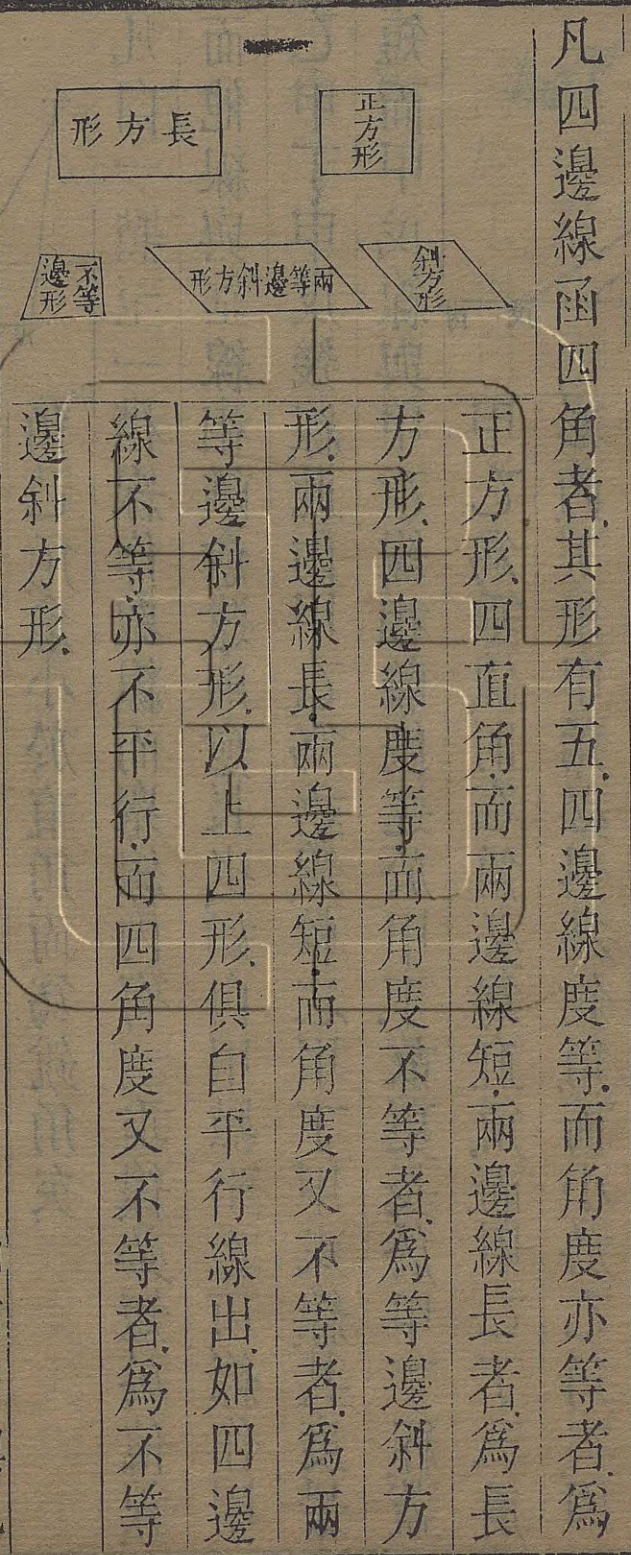 凡四邊線函四角者其形有五四邊線度等而角度亦等者爲
正方形四直角而兩邊線短兩邊線長者爲長
方形四邊線度等而角度不等者爲等邊斜方
形兩邊線長兩邊線短而角度又不等者爲兩
等邊斜方形以上四形俱自平行線出如四邊
線不等亦不平行而四角度又不等者爲不等
邊斜方形
正方形
長方形
斜方形
兩等邊斜方形
不等
邊形